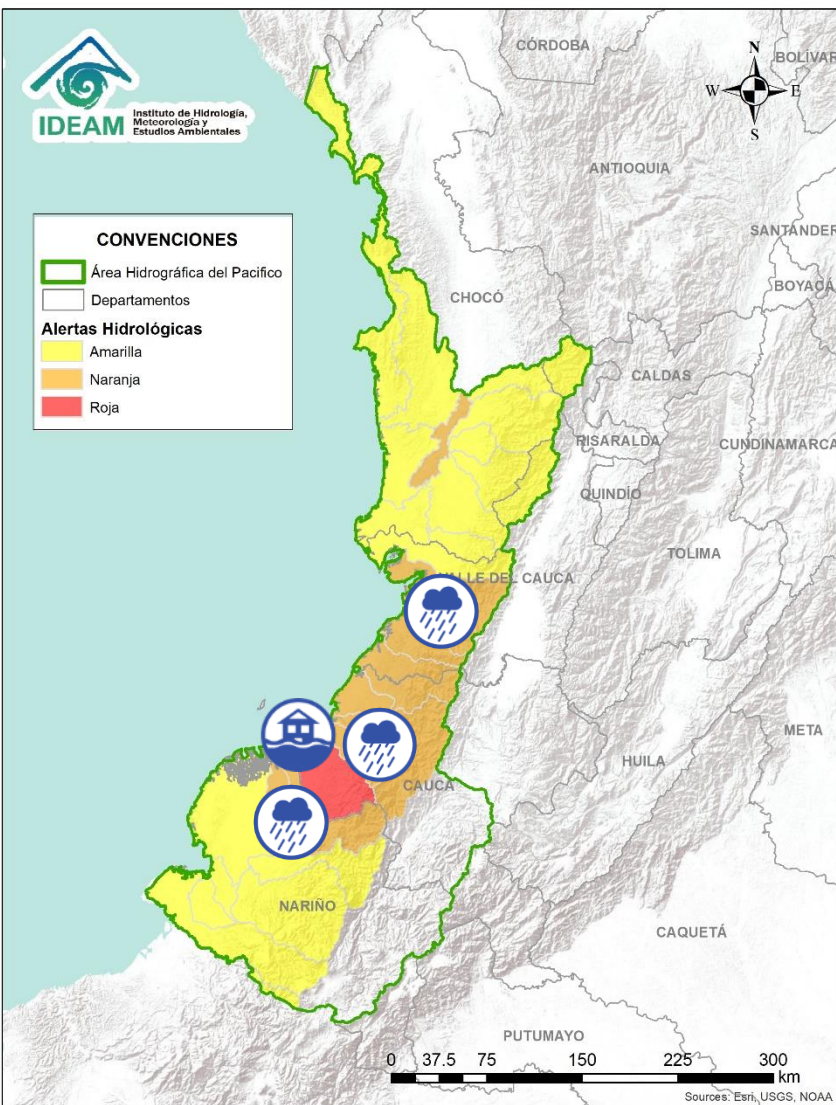 IDEAM
Instituto de Hidrología,
Meteorología y
Estudios Ambientales
N
W
E
S
CÓRDOBA
BOLÍVAR
ANTIOQUIA
SANTANDER
BOYACÁ
CONVENCIONES
Área Hidrográfica del Pacifico
Departamentos
Alertas Hidrológicas
Amarilla
Naranja
Roja
CHOCÓ
CALDAS
RISARALDA
CUNDINAMARCA
QUINDÍO
TOLIMA
VALLE DEL CAUCA
META
HUILA
CAUCA
NARIÑO
CAQUETÁ
PUTUMAYO
0 37.5 75 150 225 300
km
Sources: Esri, USGS, NOAA